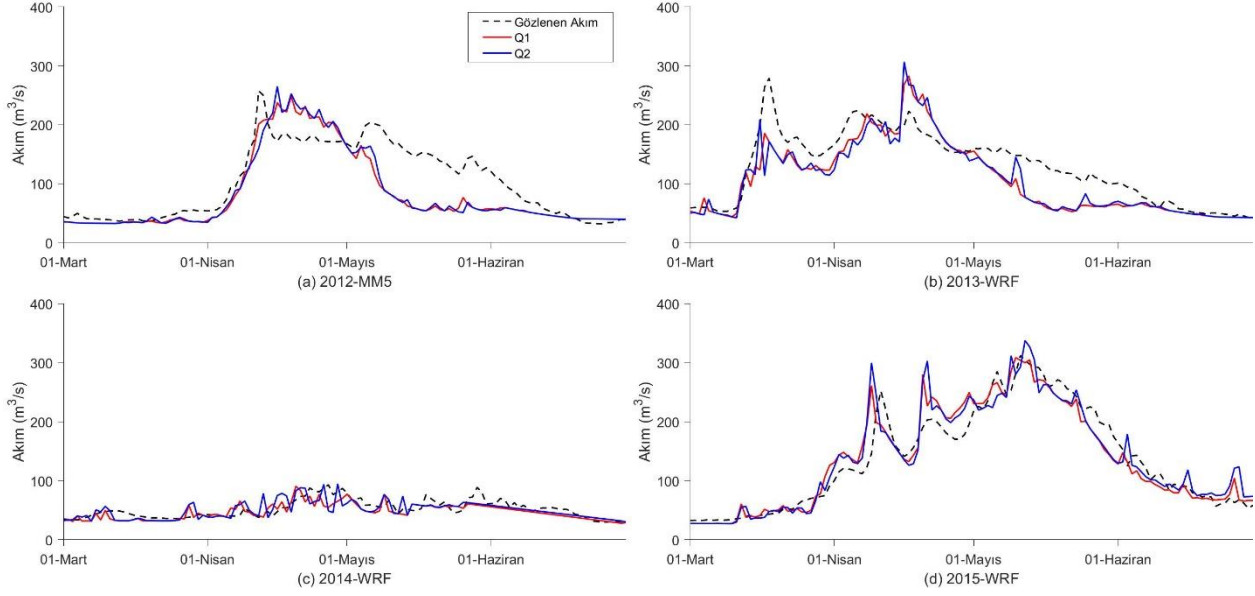 400
300
200
100
0
Akım (m³/s)
01-Mart
01-Nisan
01-Mayıs
01-Haziran
(a) 2012-MM5
Gözlenen Akım
Q1
Q2
400
300
200
100
0
Akım (m³/s)
01-Mart
01-Nisan
01-Mayıs
01-Haziran
(b) 2013-WRF
400
300
200
100
0
Akım (m³/s)
01-Mart
01-Nisan
01-Mayıs
01-Haziran
(c) 2014-WRF
400
300
200
100
0
Akım (m³/s)
01-Mart
01-Nisan
01-Mayıs
01-Haziran
(d) 2015-WRF